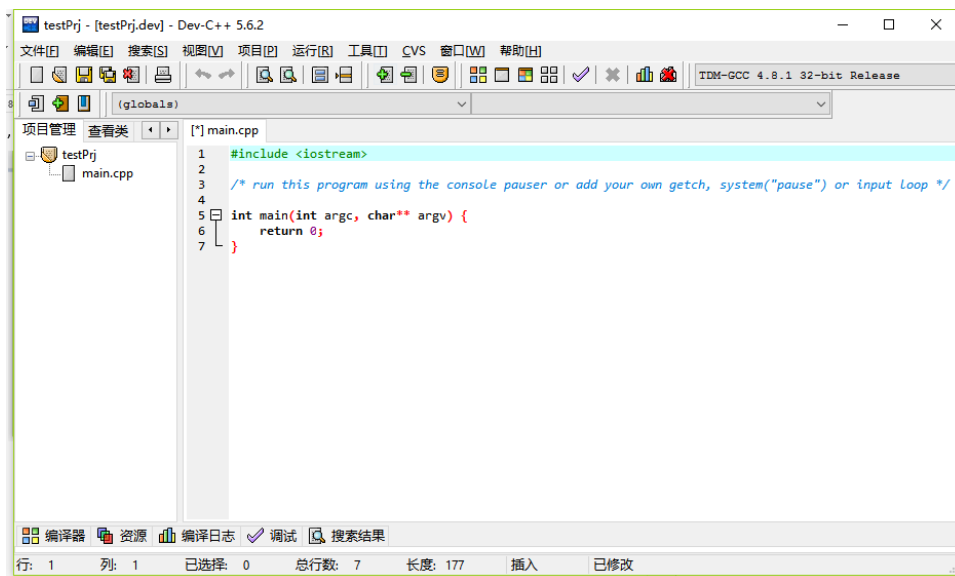 testPrj - [testPrj.dev] - Dev-C++ 5.6.2
文件[F] 编辑[E] 搜索[S] 视图[V] 项目[P] 运行[R] 工具[T] CVS 窗口[W] 帮助[H]
TDM-GCC 4.8.1 32-bit Release
(globals)
项目管理 查看类 [*] main.cpp
testPrj
main.cpp
1 #include <iostream>
2
3 /* run this program using the console pauser or add your own getch, system("pause") or input loop */
4
5 int main(int argc, char** argv) {
6 return 0;
7 }
编译器 资源 编译日志 调试 搜索结果
行: 1 列: 1 已选择: 0 总行数: 7 长度: 177 插入 已修改